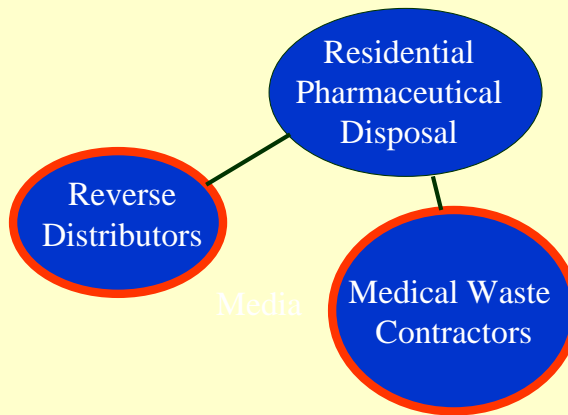 Residential
Pharmaceutical
Disposal
Reverse
Distributors
Media
Medical Waste
Contractors